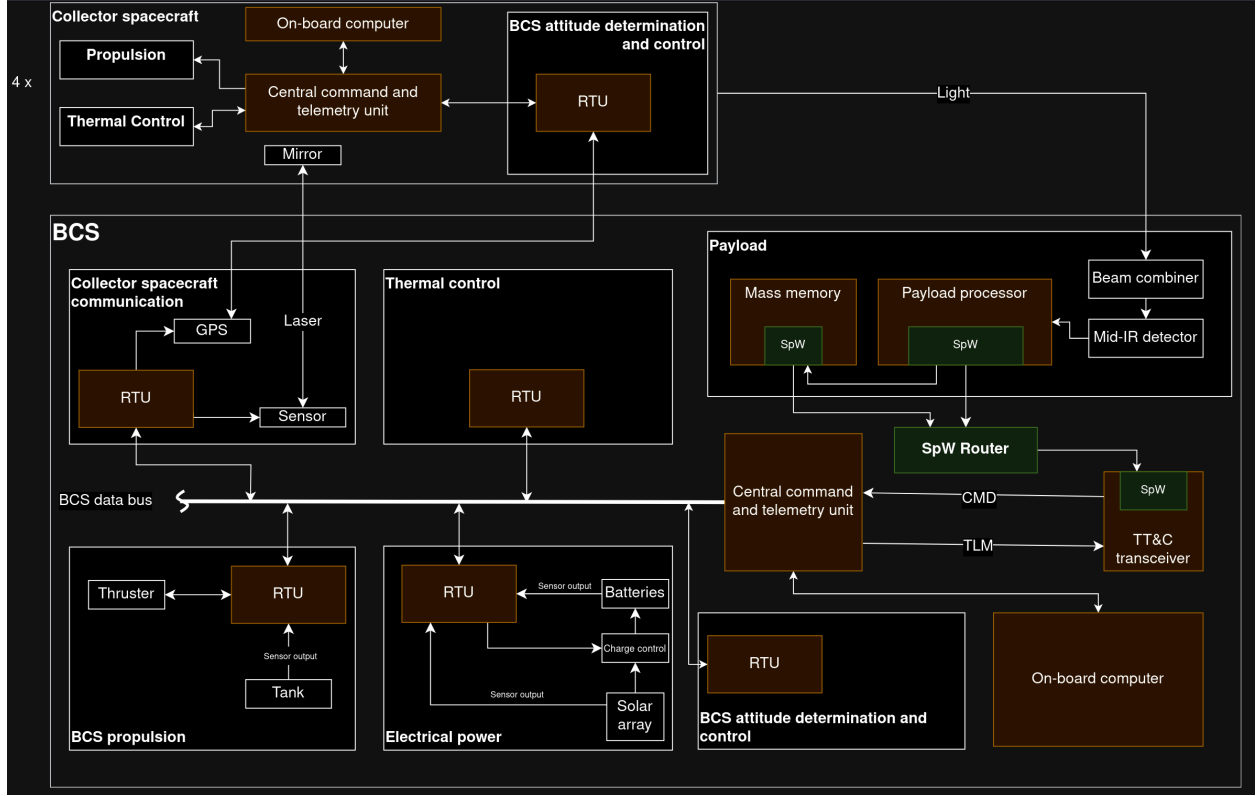 Collector spacecraft
On-board computer
BCS attitude determination
and control
Propulsion
4 x
Central command and
telemetry unit
RTU
Light
Thermal Control
Mirror
BCS
Payload
Collector spacecraft
communication
Thermal control
Beam combiner
Mass memory
Payload processor
Laser
GPS
SpW
SpW
Mid-IR detector
RTU
RTU
Sensor
SpW Router
BCS data bus
Central command
and telemetry unit
CMD
SpW
TLM
TT&C
transceiver
Thruster
RTU
RTU
Sensor output
Batteries
Sensor output
Charge control
RTU
On-board computer
Tank
Sensor output
Solar
array
BCS propulsion
Electrical power
BCS attitude determination and
control